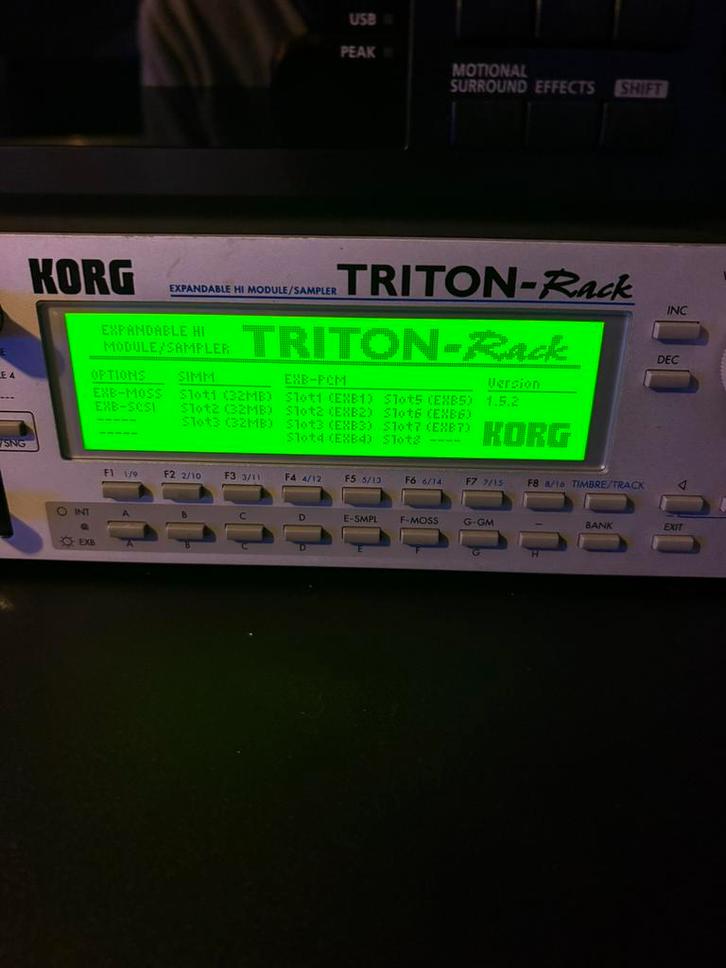 USB
PEAK
MOTIONAL
SURROUND EFFECTS SHIFT
KORG EXPANDABLE HI MODULE/SAMPLER TRITON-Rack
INC
DEC
EXPANDABLE HI
MODULE/SAMPLER TRITON-Rack
OPTIONS SIMM EXB-PCM Version
EXB-MOSS Slot1 (32MB) Slot1 (EXB1) Slot5 (EXB5) 1.5.2
EXB-SCSI Slot2 (32MB) Slot2 (EXB2) Slot6 (EXB6)
----- Slot3 (32MB) Slot3 (EXB3) Slot7 (EXB7)
----- Slot4 (EXB4) Slot8 ----- KORG
/SNG
F1 1/9 F2 2/10 F3 3/11 F4 4/12 F5 5/13 F6 6/14 F7 7/15 F8 8/16 TIMBRE/TRACK
INT A B C D E-SMPL F-MOSS G-GM — BANK EXIT
EXB A B C D E F G H